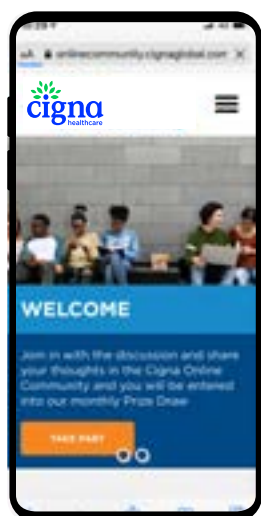 onlinecommunity.cignaglobal.com
cigna
healthcare
WELCOME
Join in with the discussion and share
your thoughts in the Cigna Online
Community and you will be entered
into our monthly Prize Draw
TAKE PART